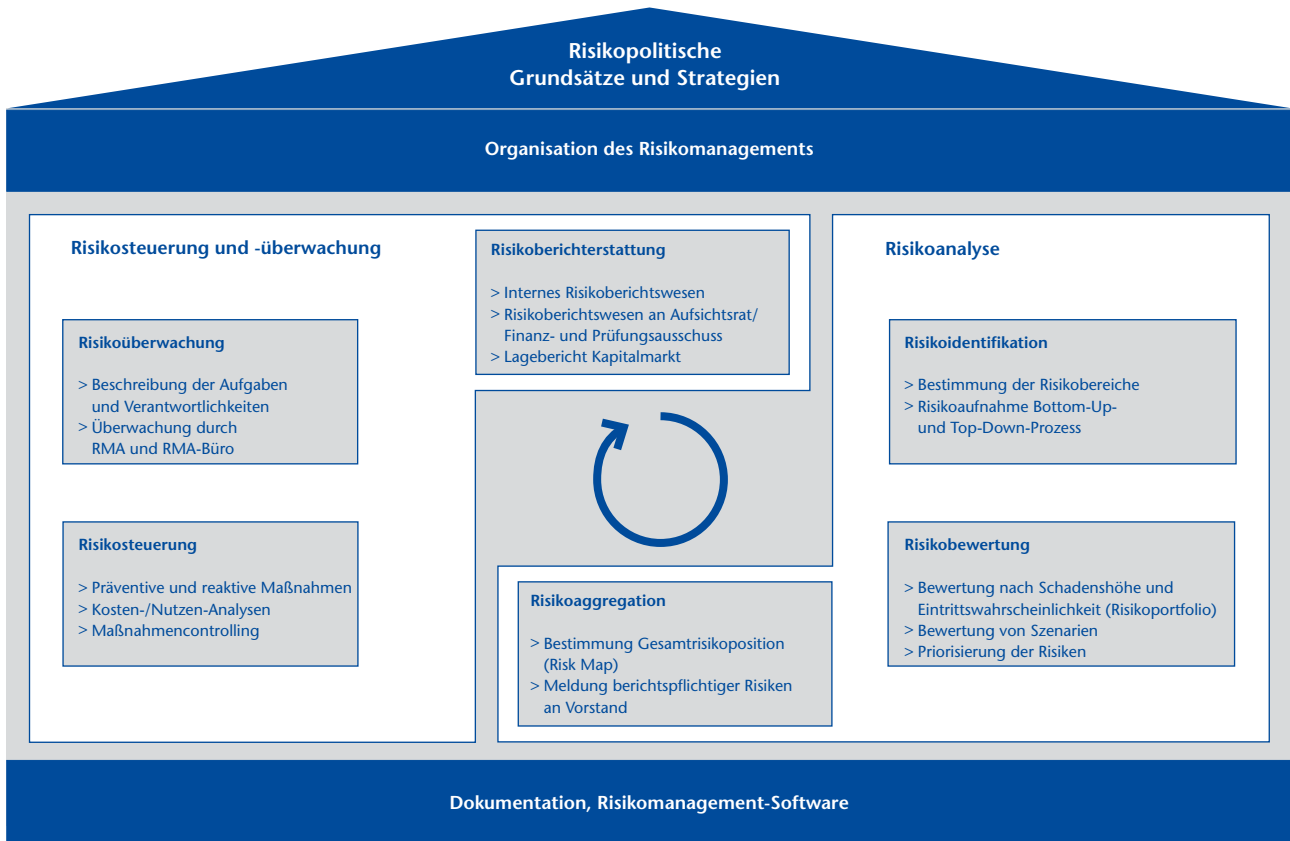 Risikopolitische
Grundsätze und Strategien
Organisation des Risikomanagements
Risikosteuerung und -überwachung
Risikoberichterstattung
> Internes Risikoberichtswesen
> Risikoberichtswesen an Aufsichtsrat/
Finanz- und Prüfungsausschuss
> Lagebericht Kapitalmarkt
Risikoüberwachung
> Beschreibung der Aufgaben
und Verantwortlichkeiten
> Überwachung durch
RMA und RMA-Büro
Risikosteuerung
> Präventive und reaktive Maßnahmen
> Kosten-/Nutzen-Analysen
> Maßnahmencontrolling
Risikoanalyse
Risikoidentifikation
> Bestimmung der Risikobereiche
> Risikoaufnahme Bottom-Up-
und Top-Down-Prozess
Risikobewertung
> Bewertung nach Schadenshöhe und
Eintrittswahrscheinlichkeit (Risikoportfolio)
> Bewertung von Szenarien
> Priorisierung der Risiken
Risikoaggregation
> Bestimmung Gesamtrisikoposition
(Risk Map)
> Meldung berichtspflichtiger Risiken
an Vorstand
Dokumentation, Risikomanagement-Software